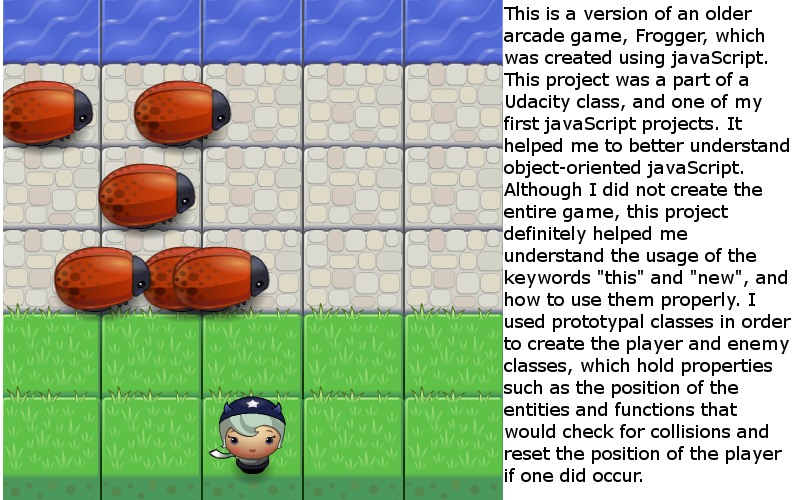 This is a version of an older
arcade game, Frogger, which
was created using javaScript.
This project was a part of a
Udacity class, and one of my
first javaScript projects. It
helped me to better understand
object-oriented javaScript.
Although I did not create the
entire game, this project
definitely helped me
understand the usage of the
keywords "this" and "new", and
how to use them properly. I
used prototypal classes in order
to create the player and enemy
classes, which hold properties
such as the position of the
entities and functions that
would check for collisions and
reset the position of the player
if one did occur.